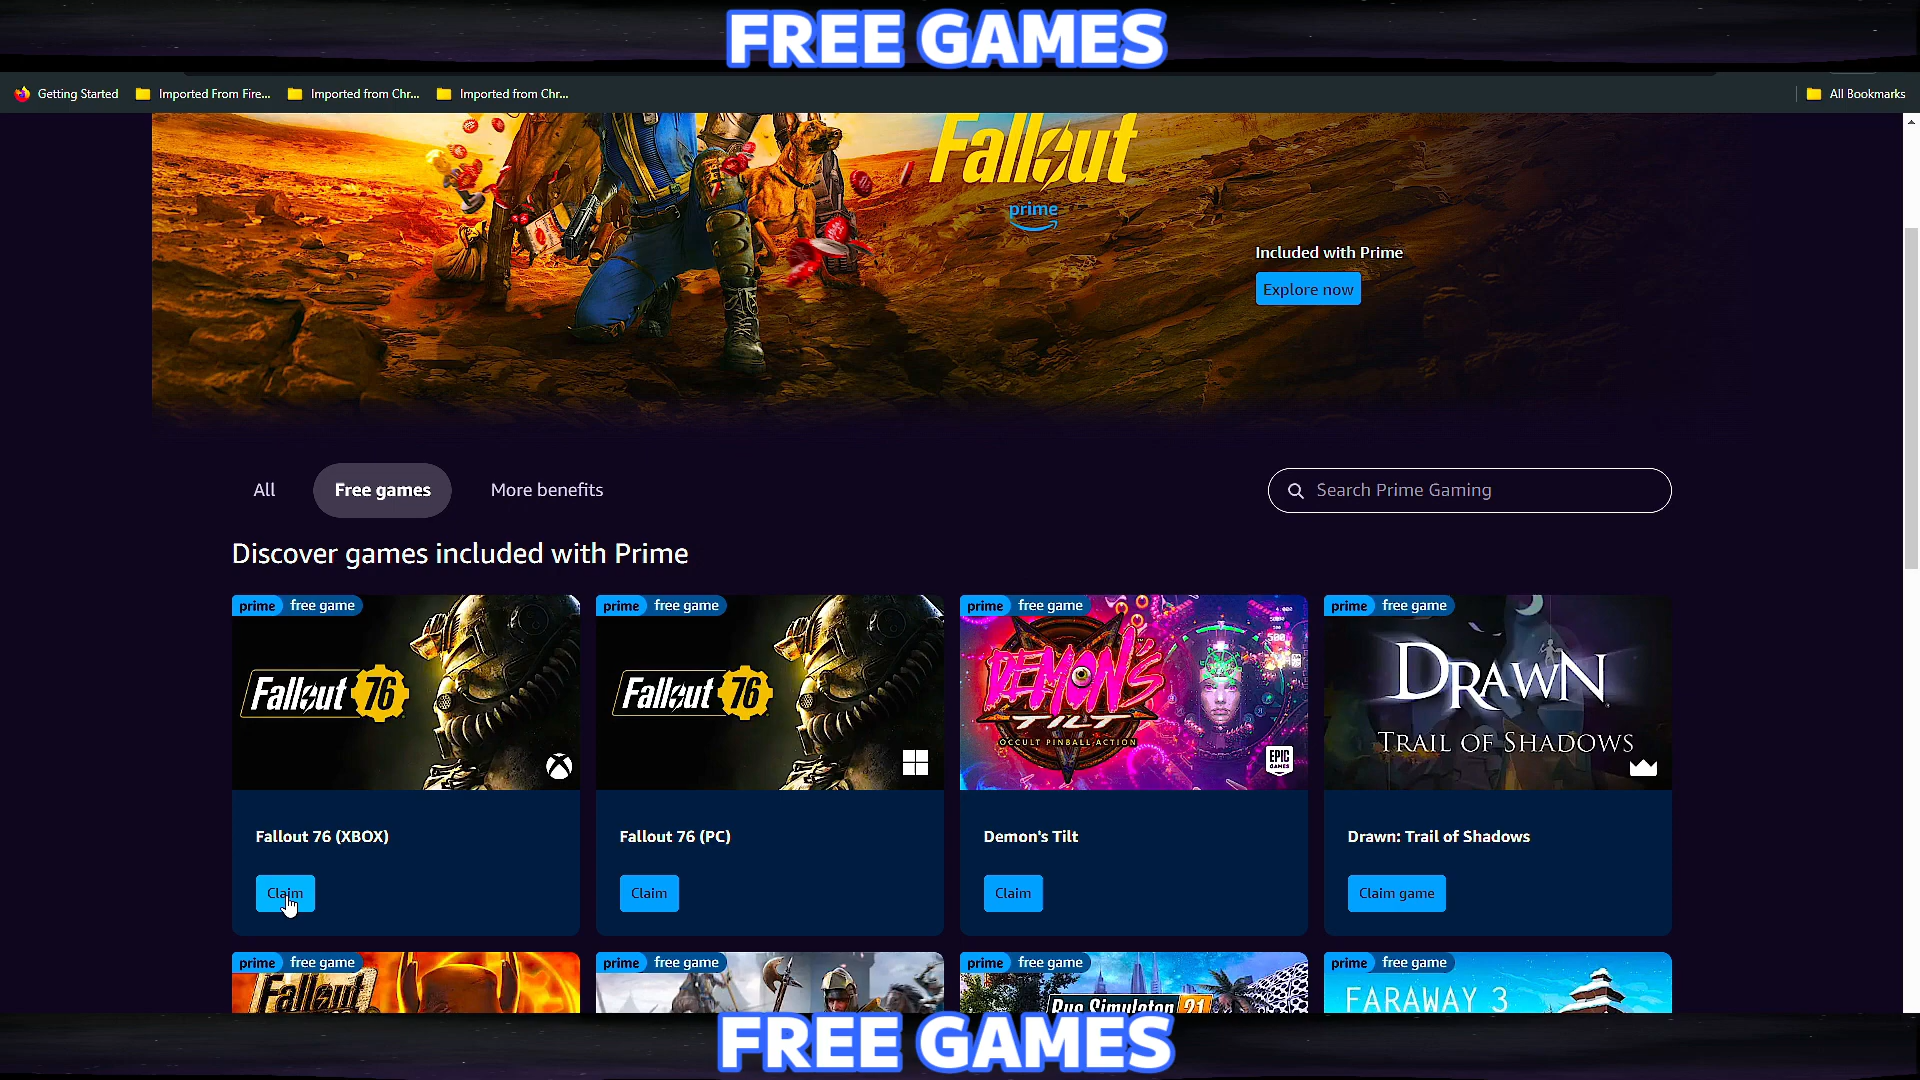 FREE GAMES
Getting Started
Imported From Fire...
Imported from Chr...
Imported from Chr...
All Bookmarks
Fallout
prime
Included with Prime
Explore now
All
Free games
More benefits
Search Prime Gaming
Discover games included with Prime
prime free game
prime free game
prime free game
prime free game
Fallout 76
Fallout 76
DEMON'S
TILT
OCCULT PINBALL ACTION
EPIC
GAMES
DRAWN
TRAIL OF SHADOWS
Fallout 76 (XBOX)
Fallout 76 (PC)
Demon's Tilt
Drawn: Trail of Shadows
Claim
Claim
Claim
Claim game
prime free game
prime free game
prime free game
prime free game
Fallout
Bus Simulator 21
FARAWAY 3
FREE GAMES